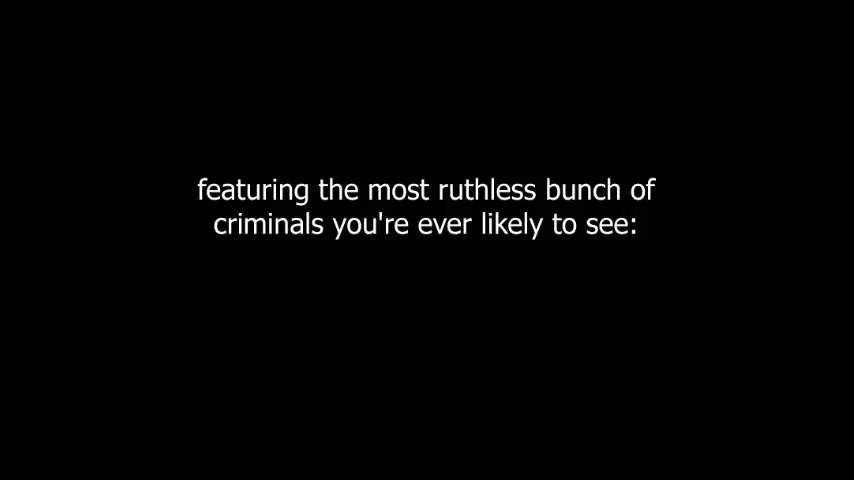 featuring the most ruthless bunch of
criminals you're ever likely to see: